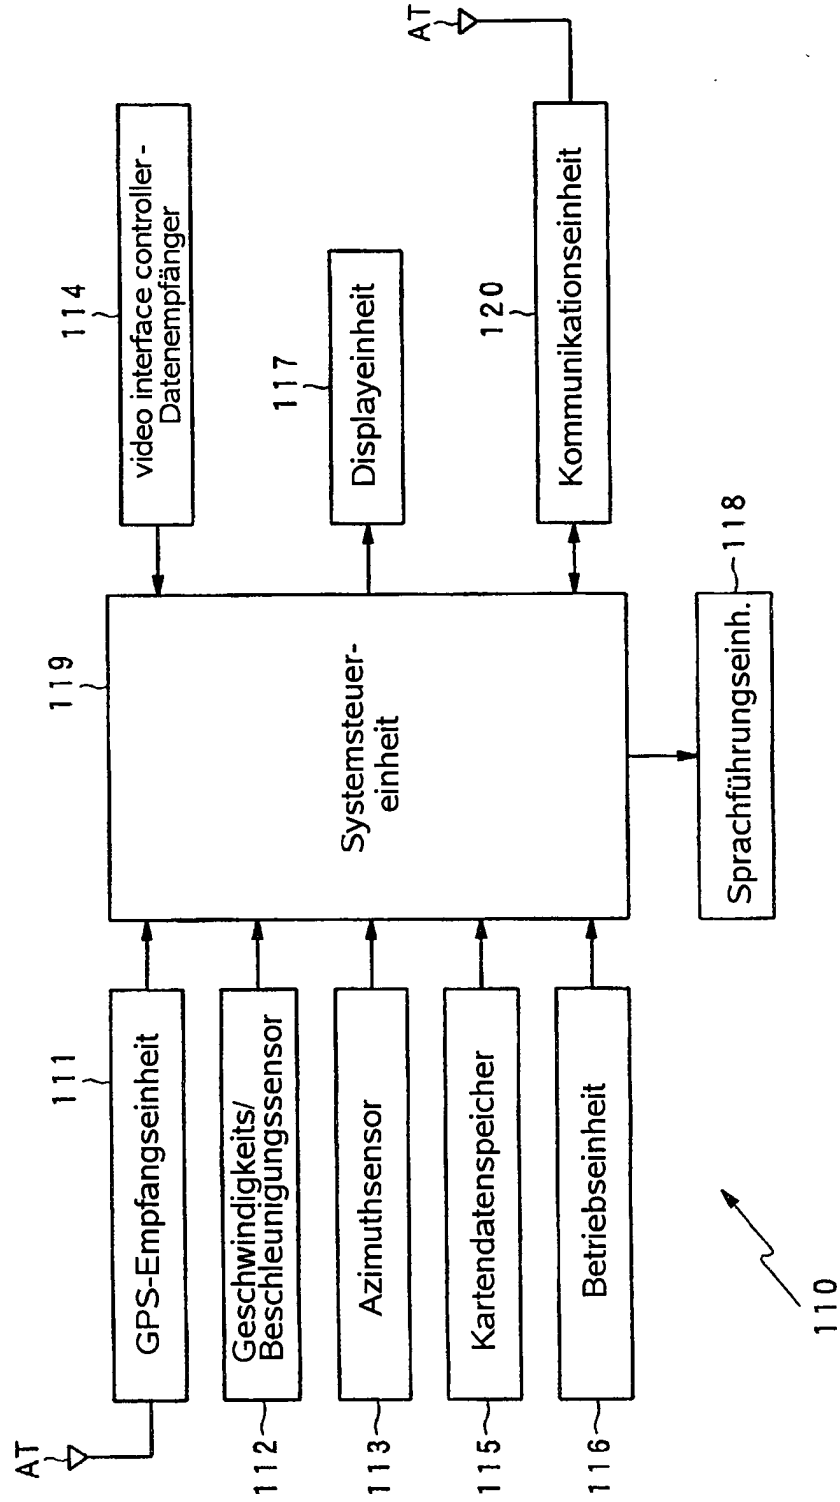 AT
111
GPS-Empfangseinheit
112
Geschwindigkeits/
Beschleunigungssensor
113
Azimuthsensor
115
Kartendatenspeicher
116
Betriebseinheit
119
Systemsteuer-
einheit
114
video interface controller-
Datenempfänger
117
Displayeinheit
AT
120
Kommunikationseinheit
Sprachführungseinh.
118
110